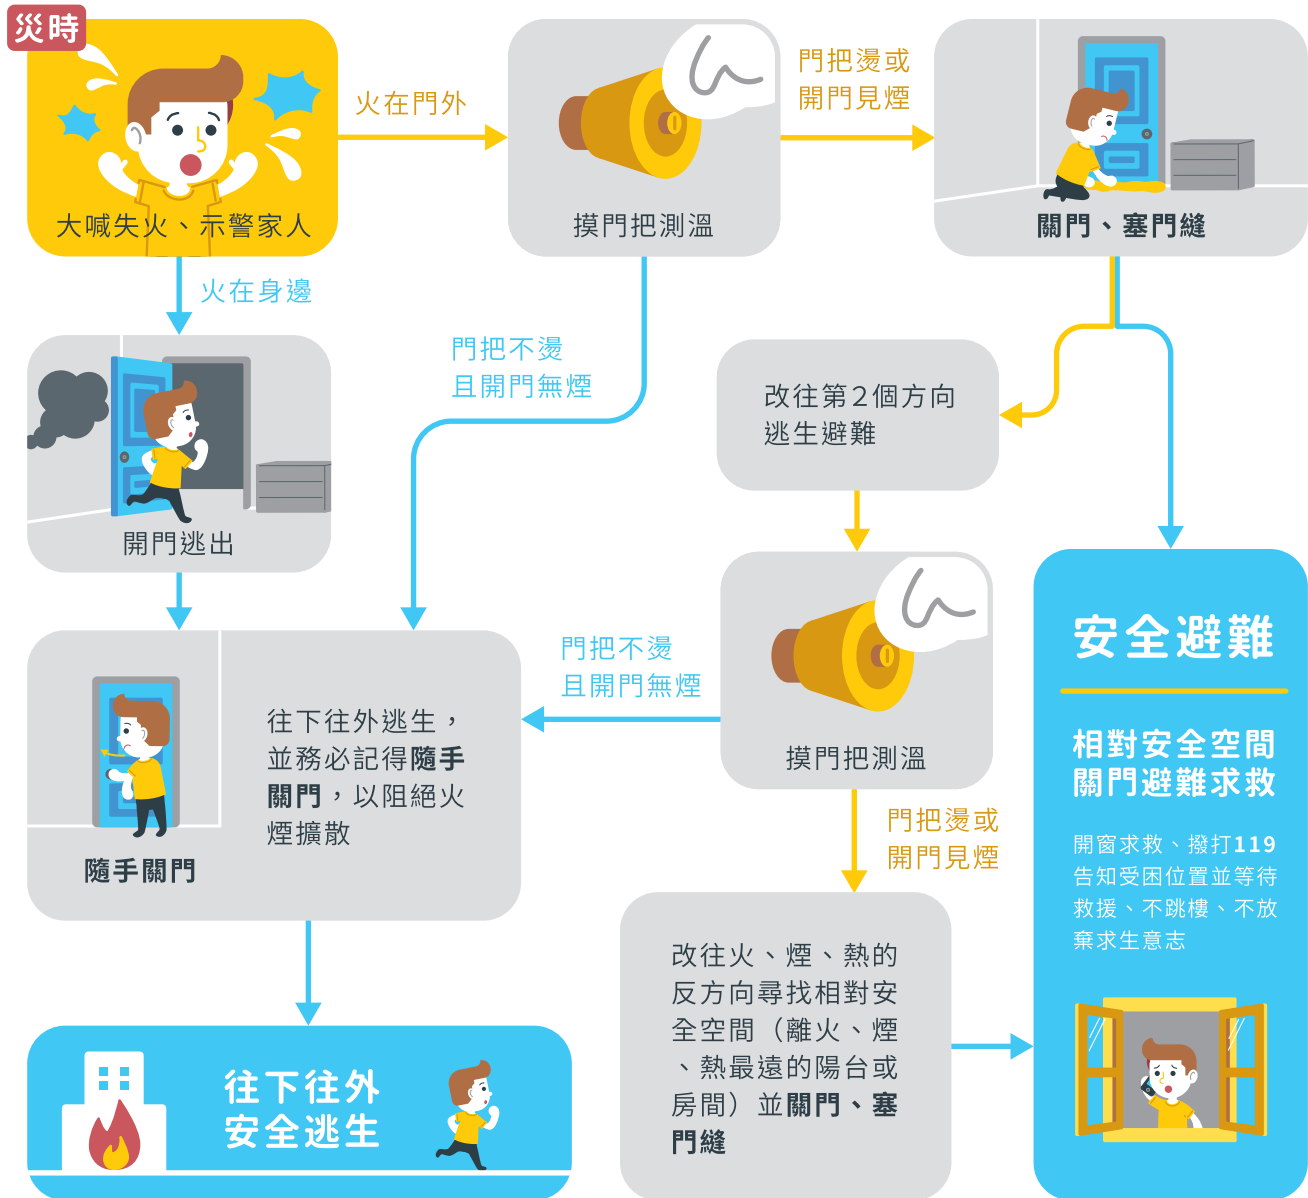 災時
大喊失火、示警家人
火在門外
摸門把測溫
門把燙或
開門見煙
關門、塞門縫
火在身邊
開門逃出
門把不燙
且開門無煙
改往第2個方向
逃生避難
門把不燙
且開門無煙
摸門把測溫
門把燙或
開門見煙
隨手關門
往下往外逃生，
並務必記得隨手
關門，以阻絕火
煙擴散
往下往外
安全逃生
改往火、煙、熱的
反方向尋找相對安
全空間（離火、煙
、熱最遠的陽台或
房間）並關門、塞
門縫
安全避難
相對安全空間
關門避難求救
開窗求救、撥打119
告知受困位置並等待
救援、不跳樓、不放
棄求生意志